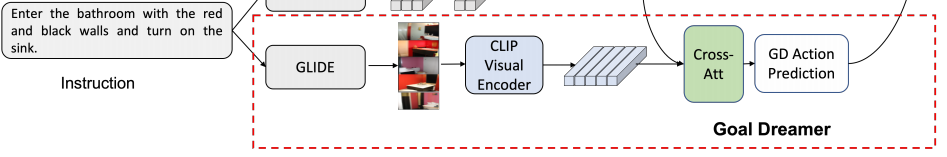 Enter the bathroom with the red
and black walls and turn on the
sink.
Instruction
GLIDE
CLIP
Visual
Encoder
Cross-
Att
GD Action
Prediction
Goal Dreamer